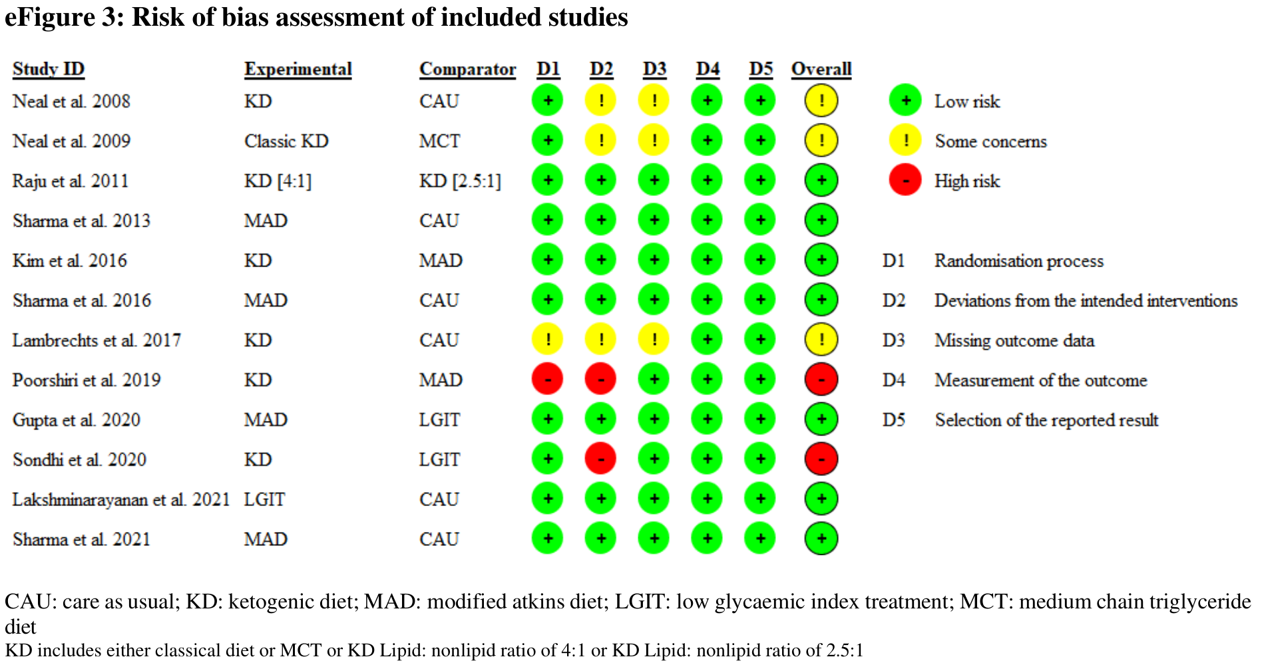 eFigure 3: Risk of bias assessment of included studies
Study ID Experimental Comparator D1 D2 D3 D4 D5 Overall
Neal et al. 2008 KD CAU + ! ! + + ! + Low risk
Neal et al. 2009 Classic KD MCT + ! ! + + ! ! Some concerns
Raju et al. 2011 KD [4:1] KD [2.5:1] + + + + + + - High risk
Sharma et al. 2013 MAD CAU + + + + + +
Kim et al. 2016 KD MAD + + + + + + D1 Randomisation process
Sharma et al. 2016 MAD CAU + + + + + + D2 Deviations from the intended interventions
Lambrechts et al. 2017 KD CAU ! ! ! + + ! D3 Missing outcome data
Poorshiri et al. 2019 KD MAD - - + + + - D4 Measurement of the outcome
Gupta et al. 2020 MAD LGIT + + + + + + D5 Selection of the reported result
Sondhi et al. 2020 KD LGIT + - + + + -
Lakshminarayanan et al. 2021 LGIT CAU + + + + + +
Sharma et al. 2021 MAD CAU + + + + + +
CAU: care as usual; KD: ketogenic diet; MAD: modified atkins diet; LGIT: low glycaemic index treatment; MCT: medium chain triglyceride
diet
KD includes either classical diet or MCT or KD Lipid: nonlipid ratio of 4:1 or KD Lipid: nonlipid ratio of 2.5:1